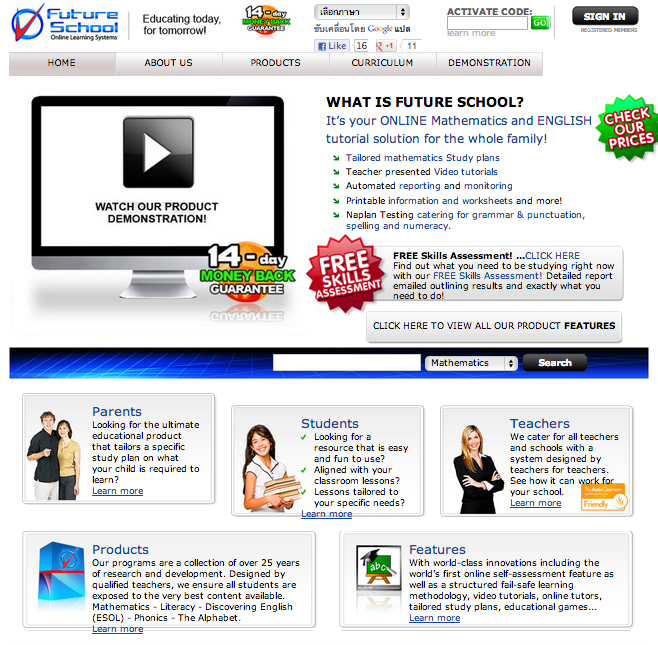 Future
School
Online Learning Systems
Educating today,
for tomorrow!
14 - day
MONEY BACK
GUARANTEE
เลือกภาษา
ขับเคลื่อนโดย Google แปล
Like 16 +1 11
ACTIVATE CODE:
GO
learn more
SIGN IN
REGISTERED MEMBERS
HOME ABOUT US PRODUCTS CURRICULUM DEMONSTRATION
WATCH OUR PRODUCT
DEMONSTRATION!
14 - day
MONEY BACK
GUARANTEE
WHAT IS FUTURE SCHOOL?
It's your ONLINE Mathematics and ENGLISH
tutorial solution for the whole family!
Tailored mathematics Study plans
Teacher presented Video tutorials
Automated reporting and monitoring
Printable information and worksheets and more!
Naplan Testing catering for grammar & punctuation,
spelling and numeracy.
CHECK
OUR
PRICES
FREE
SKILLS
ASSESSMENT
FREE Skills Assessment! ...CLICK HERE
Find out what you need to be studying right now
with our FREE Skills Assessment! Detailed report
emailed outlining results and exactly what you
need to do!
CLICK HERE TO VIEW ALL OUR PRODUCT FEATURES
Mathematics
Search
Parents
Looking for the ultimate
educational product
that tailors a specific
study plan on what
your child is required to
learn?
Learn more
Students
Looking for a
resource that is easy
and fun to use?
Aligned with your
classroom lessons?
Lessons tailored to
your specific needs?
Learn more
Teachers
We cater for all teachers
and schools with a
system designed by
teachers for teachers.
See how it can work for
your school.
Learn more
Friendly
Products
Our programs are a collection of over 25 years
of research and development. Designed by
qualified teachers, we ensure all students are
exposed to the very best content available.
Mathematics - Literacy - Discovering English
(ESOL) - Phonics - The Alphabet.
Learn more
abc
Features
With world-class innovations including the
world's first online self-assessment feature as
well as a structured fail-safe learning
methodology, video tutorials, online tutors,
tailored study plans, educational games...
Learn more